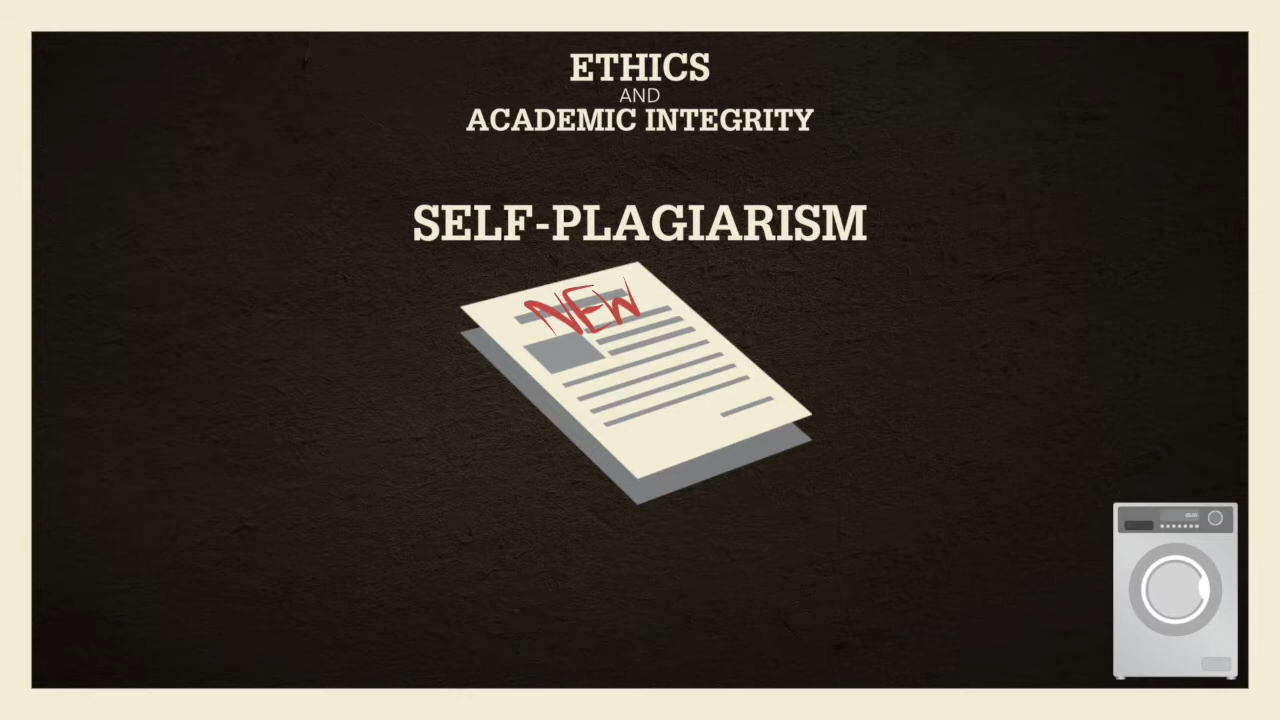 ETHICS
AND
ACADEMIC INTEGRITY
SELF-PLAGIARISM
NEW